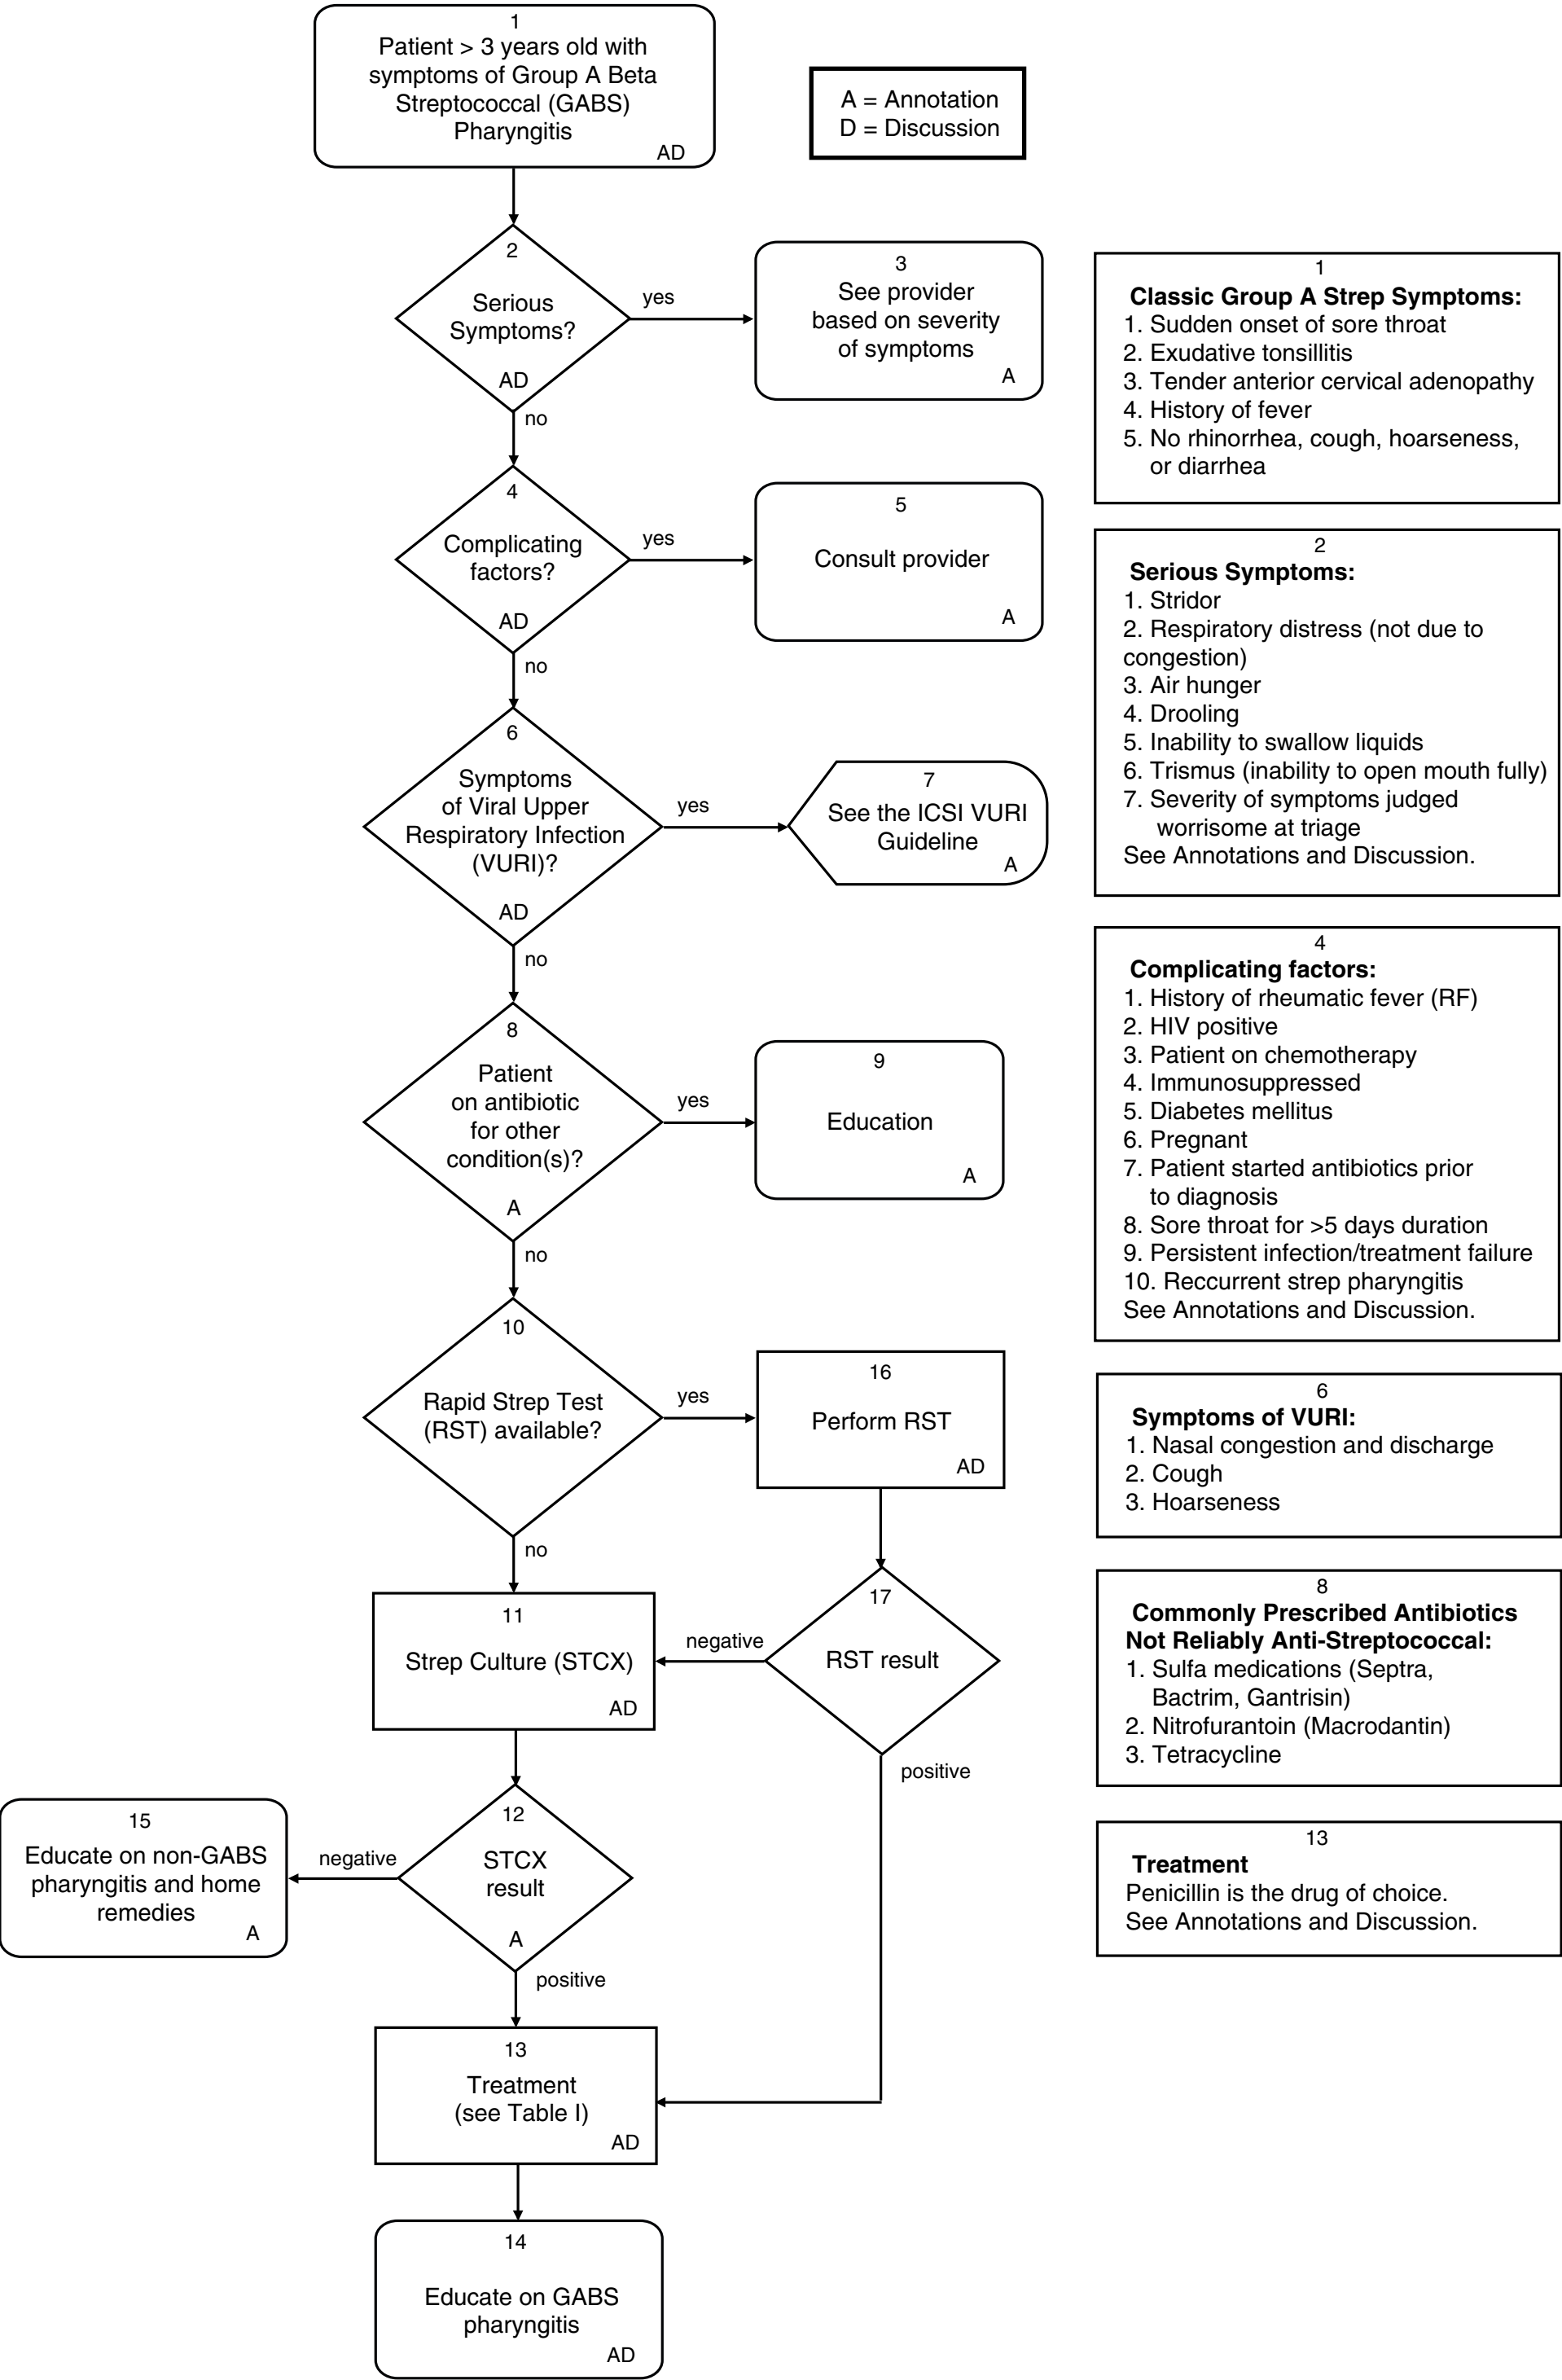 1
Patient > 3 years old with
symptoms of Group A Beta
Streptococcal (GABS)
Pharyngitis
AD
A = Annotation
D = Discussion
2
Serious
Symptoms?
AD
yes
no
3
See provider
based on severity
of symptoms
A
4
Complicating
factors?
AD
yes
no
5
Consult provider
A
6
Symptoms
of Viral Upper
Respiratory Infection
(VURI)?
AD
yes
no
7
See the ICSI VURI
Guideline
A
8
Patient
on antibiotic
for other
condition(s)?
A
yes
no
9
Education
A
10
Rapid Strep Test
(RST) available?
yes
no
16
Perform RST
AD
17
RST result
negative
positive
11
Strep Culture (STCX)
AD
12
STCX
result
A
negative
positive
15
Educate on non-GABS
pharyngitis and home
remedies
A
13
Treatment
(see Table I)
AD
14
Educate on GABS
pharyngitis
AD
1
Classic Group A Strep Symptoms:
1. Sudden onset of sore throat
2. Exudative tonsillitis
3. Tender anterior cervical adenopathy
4. History of fever
5. No rhinorrhea, cough, hoarseness,
or diarrhea
2
Serious Symptoms:
1. Stridor
2. Respiratory distress (not due to
congestion)
3. Air hunger
4. Drooling
5. Inability to swallow liquids
6. Trismus (inability to open mouth fully)
7. Severity of symptoms judged
worrisome at triage
See Annotations and Discussion.
4
Complicating factors:
1. History of rheumatic fever (RF)
2. HIV positive
3. Patient on chemotherapy
4. Immunosuppressed
5. Diabetes mellitus
6. Pregnant
7. Patient started antibiotics prior
to diagnosis
8. Sore throat for >5 days duration
9. Persistent infection/treatment failure
10. Reccurrent strep pharyngitis
See Annotations and Discussion.
6
Symptoms of VURI:
1. Nasal congestion and discharge
2. Cough
3. Hoarseness
8
Commonly Prescribed Antibiotics
Not Reliably Anti-Streptococcal:
1. Sulfa medications (Septra,
Bactrim, Gantrisin)
2. Nitrofurantoin (Macrodantin)
3. Tetracycline
13
Treatment
Penicillin is the drug of choice.
See Annotations and Discussion.